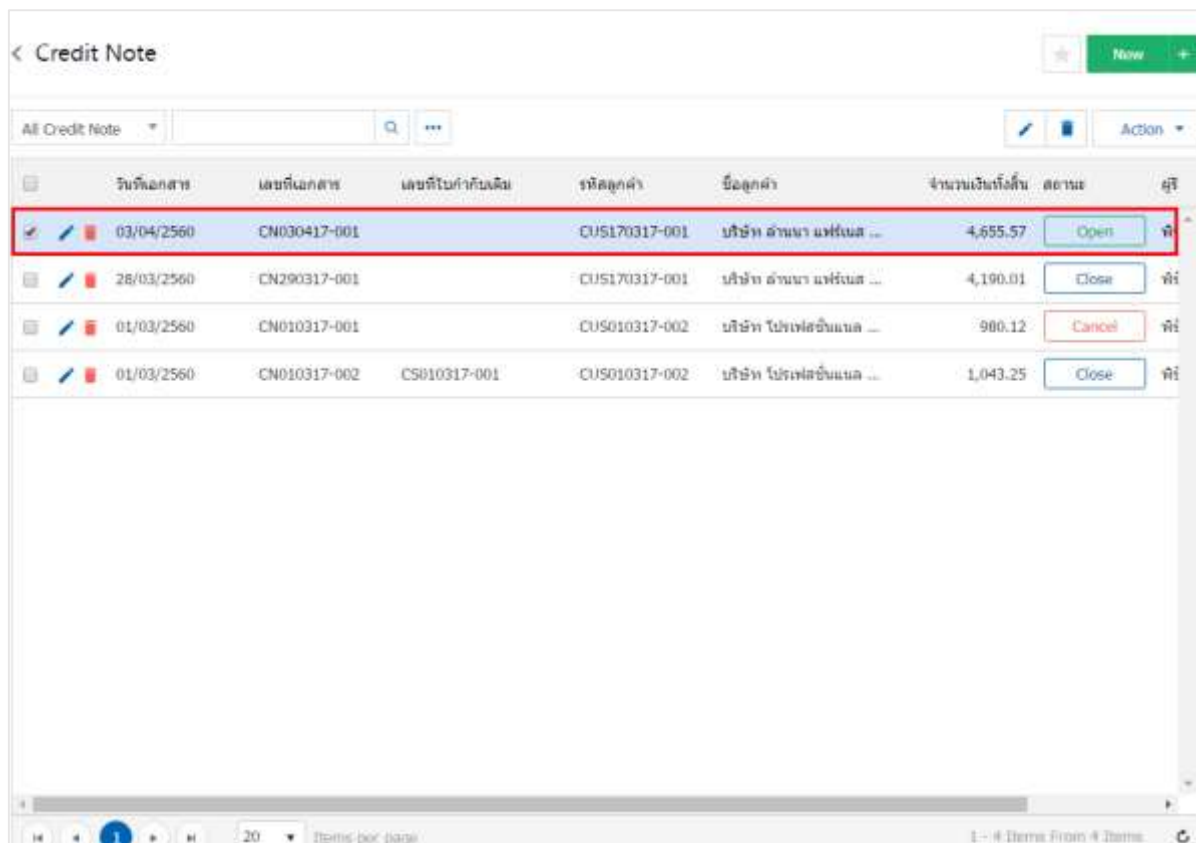 < Credit Note
New +
All Credit Note
Action
วันที่เอกสาร เลขที่เอกสาร เลขที่ใบกำกับเดิม รหัสลูกค้า ชื่อลูกค้า จำนวนเงินทั้งสิ้น สถานะ
03/04/2560 CN030417-001 CUS170317-001 บริษัท ล้านนา แฟร์เนส ... 4,655.57 Open
28/03/2560 CN290317-001 CUS170317-001 บริษัท ล้านนา แฟร์เนส ... 4,190.01 Close
01/03/2560 CN010317-001 CUS010317-002 บริษัท โปรเฟสชั่นแนล ... 980.12 Cancel
01/03/2560 CN010317-002 CS010317-001 CUS010317-002 บริษัท โปรเฟสชั่นแนล ... 1,043.25 Close
1 20 Items per page 1 - 4 Items From 4 Items